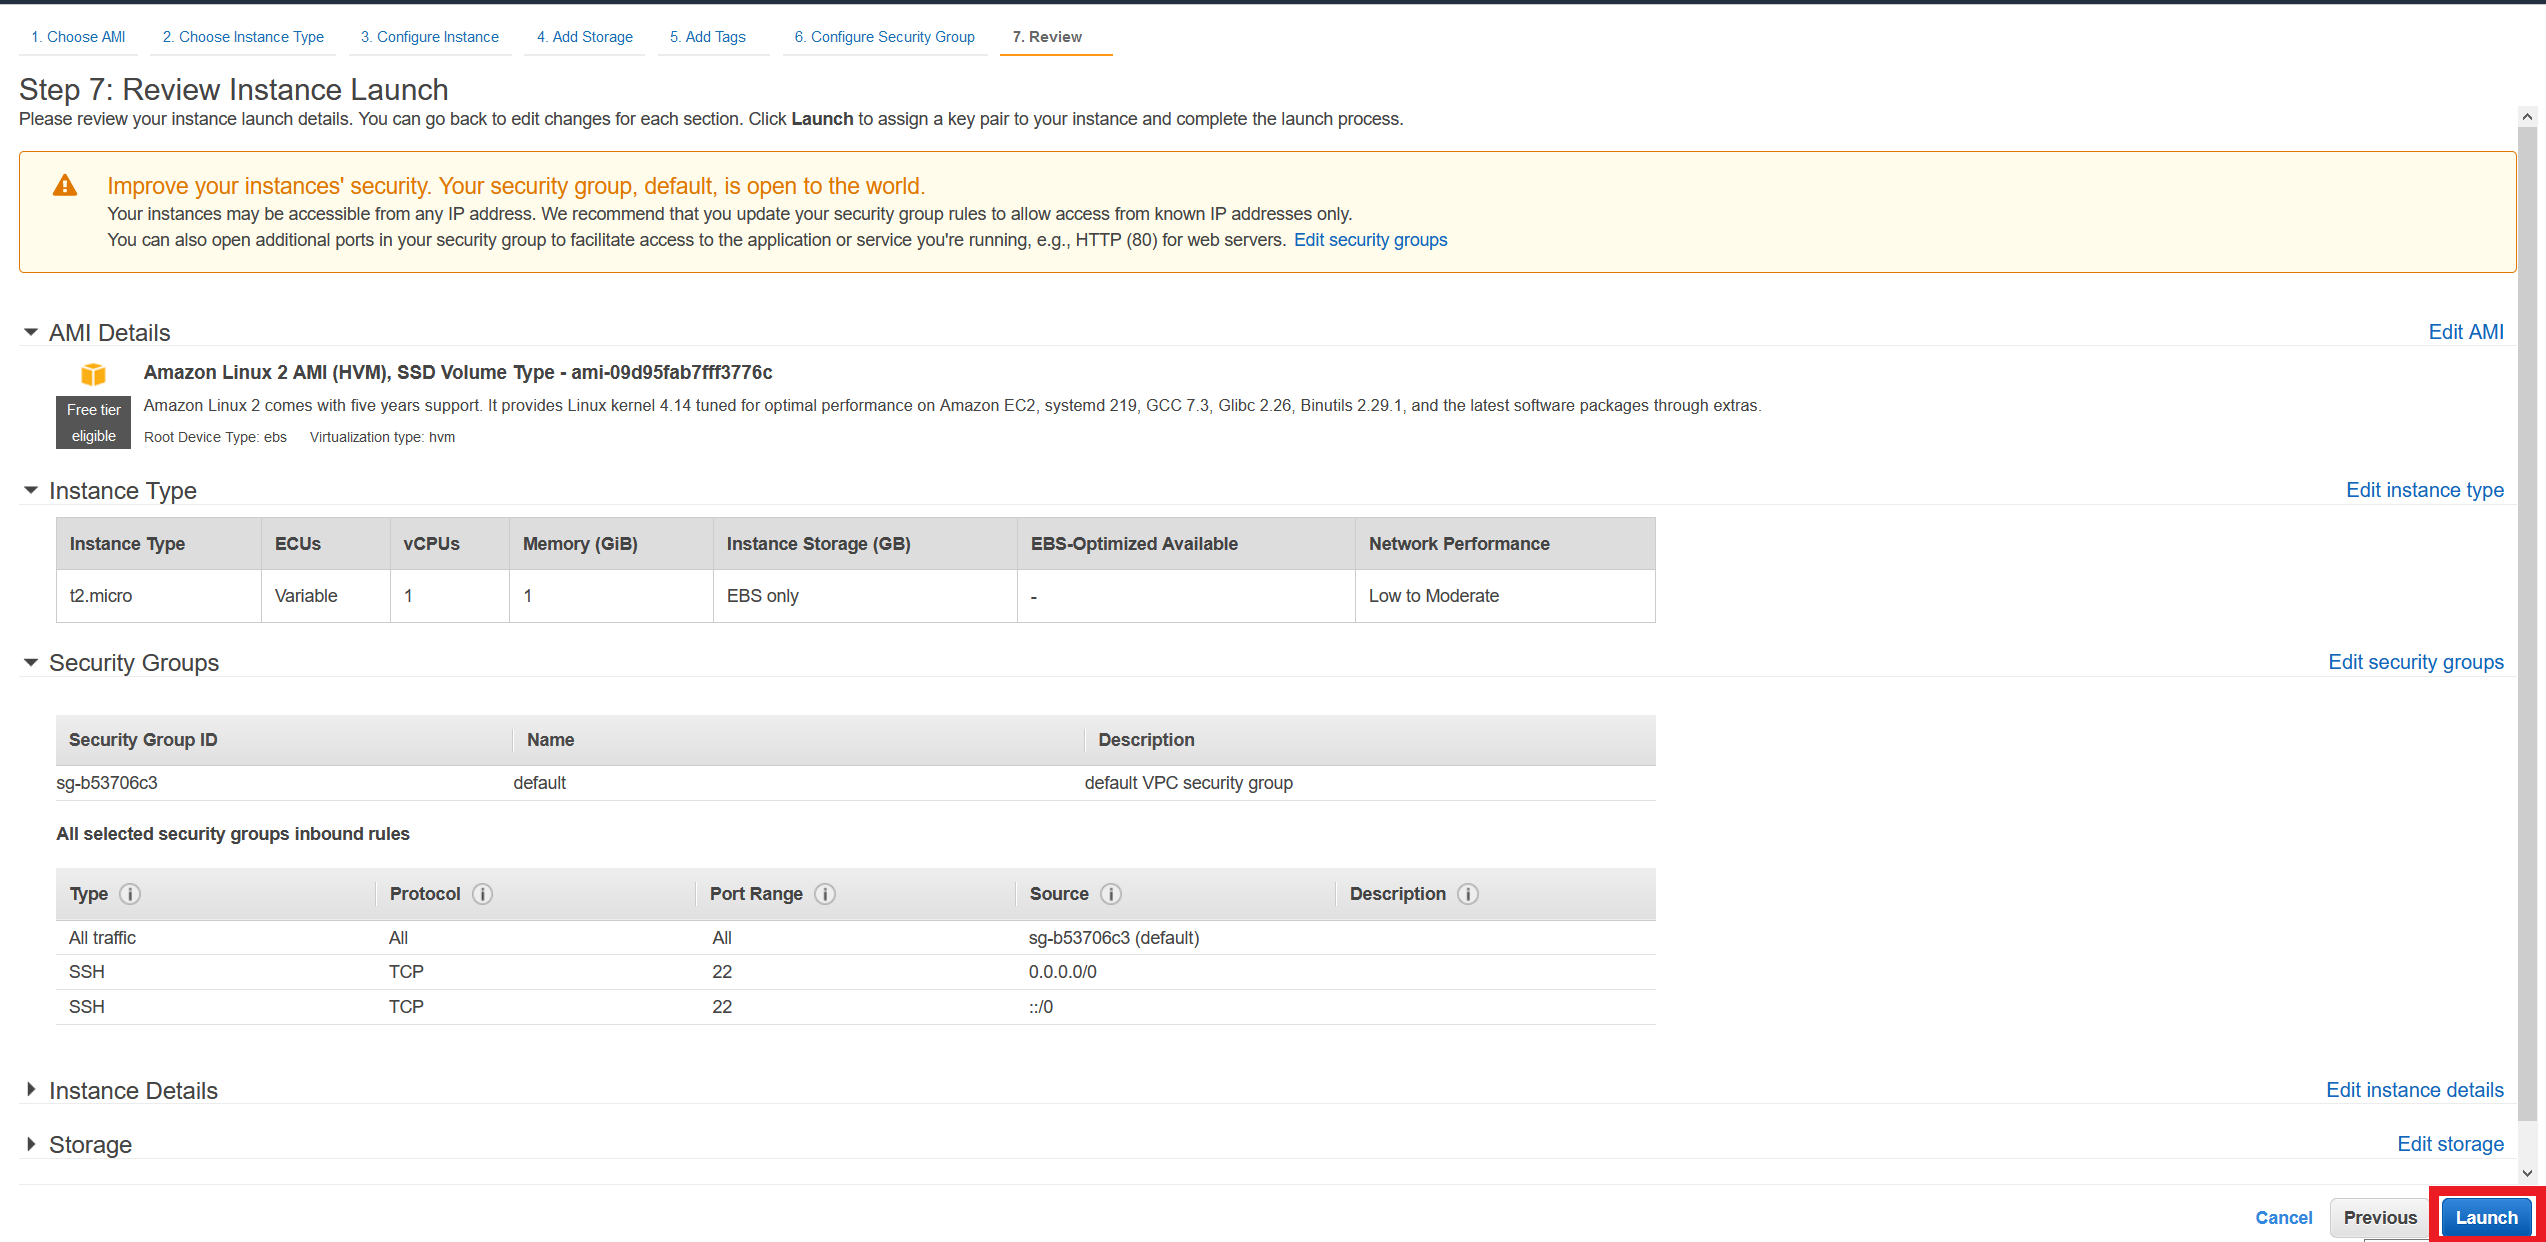 1. Choose AMI 2. Choose Instance Type 3. Configure Instance 4. Add Storage 5. Add Tags 6. Configure Security Group 7. Review
Step 7: Review Instance Launch
Please review your instance launch details. You can go back to edit changes for each section. Click Launch to assign a key pair to your instance and complete the launch process.
Improve your instances' security. Your security group, default, is open to the world.
Your instances may be accessible from any IP address. We recommend that you update your security group rules to allow access from known IP addresses only.
You can also open additional ports in your security group to facilitate access to the application or service you're running, e.g., HTTP (80) for web servers. Edit security groups
AMI Details Edit AMI
Amazon Linux 2 AMI (HVM), SSD Volume Type - ami-09d95fab7fff3776c
Free tier
eligible
Amazon Linux 2 comes with five years support. It provides Linux kernel 4.14 tuned for optimal performance on Amazon EC2, systemd 219, GCC 7.3, Glibc 2.26, Binutils 2.29.1, and the latest software packages through extras.
Root Device Type: ebs Virtualization type: hvm
Instance Type Edit instance type
Instance Type ECUs vCPUs Memory (GiB) Instance Storage (GB) EBS-Optimized Available Network Performance
t2.micro Variable 1 1 EBS only - Low to Moderate
Security Groups Edit security groups
Security Group ID Name Description
sg-b53706c3 default default VPC security group
All selected security groups inbound rules
Type i Protocol i Port Range i Source i Description i
All traffic All All sg-b53706c3 (default)
SSH TCP 22 0.0.0.0/0
SSH TCP 22 ::/0
Instance Details Edit instance details
Storage Edit storage
Cancel Previous Launch